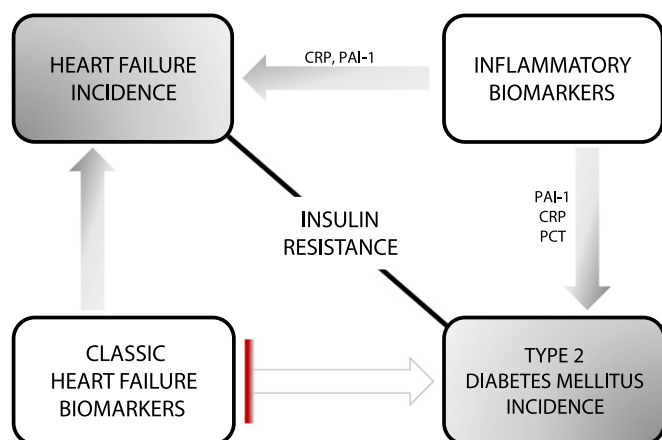 HEART FAILURE
INCIDENCE
CRP, PAI-1
INFLAMMATORY
BIOMARKERS
PAI-1
CRP
PCT
INSULIN
RESISTANCE
CLASSIC
HEART FAILURE
BIOMARKERS
TYPE 2
DIABETES MELLITUS
INCIDENCE